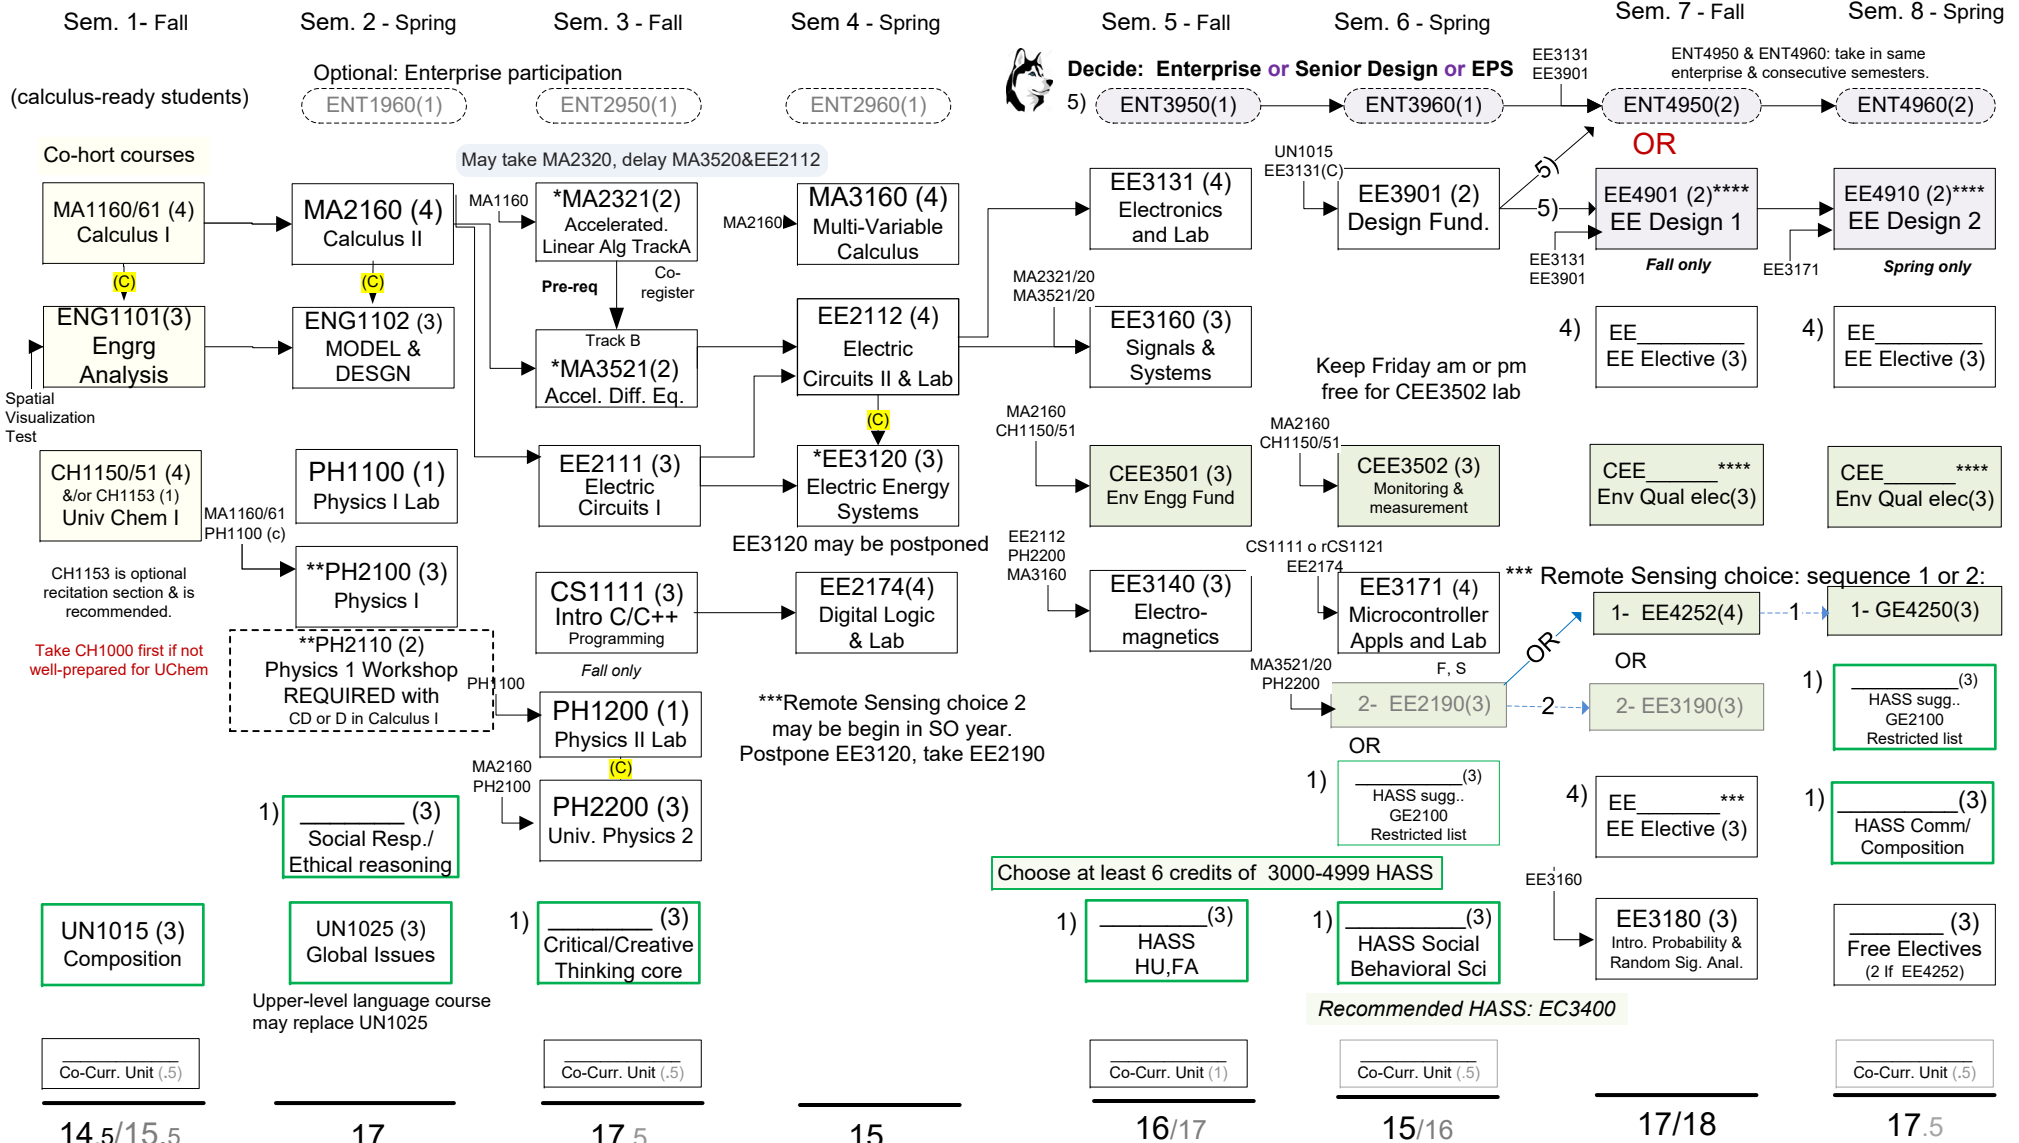 Sem. 1- Fall
Sem. 2 - Spring
Sem. 3 - Fall
Sem 4 - Spring
Sem. 5 - Fall
Sem. 6 - Spring
Sem. 7 - Fall
Sem. 8 - Spring
(calculus-ready students)
Optional: Enterprise participation
ENT1960(1)
ENT2950(1)
ENT2960(1)
Decide: Enterprise or Senior Design or EPS
5)
ENT3950(1)
ENT3960(1)
EE3131
EE3901
ENT4950 & ENT4960: take in same
enterprise & consecutive semesters.
ENT4950(2)
ENT4960(2)
OR
Co-hort courses
May take MA2320, delay MA3520&EE2112
MA1160/61 (4)
Calculus I
(C)
ENG1101(3)
Engrg
Analysis
Spatial
Visualization
Test
CH1150/51 (4)
&/or CH1153 (1)
Univ Chem I
CH1153 is optional
recitation section & is
recommended.
Take CH1000 first if not
well-prepared for UChem
UN1015 (3)
Composition
Co-Curr. Unit (.5)
14.5/15.5
MA2160 (4)
Calculus II
(C)
ENG1102 (3)
MODEL &
DESGN
PH1100 (1)
Physics I Lab
MA1160/61
PH1100 (c)
**PH2100 (3)
Physics I
**PH2110 (2)
Physics 1 Workshop
REQUIRED with
CD or D in Calculus I
1)
________ (3)
Social Resp./
Ethical reasoning
UN1025 (3)
Global Issues
Upper-level language course
may replace UN1025
17
MA1160
*MA2321(2)
Accelerated.
Linear Alg TrackA
Pre-req
Co-
register
Track B
*MA3521(2)
Accel. Diff. Eq.
EE2111 (3)
Electric
Circuits I
CS1111 (3)
Intro C/C++
Programming
Fall only
PH1100
PH1200 (1)
Physics II Lab
(C)
MA2160
PH2100
PH2200 (3)
Univ. Physics 2
1)
________ (3)
Critical/Creative
Thinking core
Co-Curr. Unit (.5)
17.5
MA2160
MA3160 (4)
Multi-Variable
Calculus
EE2112 (4)
Electric
Circuits II & Lab
(C)
*EE3120 (3)
Electric Energy
Systems
EE3120 may be postponed
EE2174(4)
Digital Logic
& Lab
***Remote Sensing choice 2
may be begin in SO year.
Postpone EE3120, take EE2190
15
EE3131 (4)
Electronics
and Lab
MA2321/20
MA3521/20
EE3160 (3)
Signals &
Systems
MA2160
CH1150/51
CEE3501 (3)
Env Engg Fund
EE2112
PH2200
MA3160
EE3140 (3)
Electro-
magnetics
Choose at least 6 credits of 3000-4999 HASS
1)
_________(3)
HASS
HU,FA
Co-Curr. Unit (1)
16/17
UN1015
EE3131(C)
EE3901 (2)
Design Fund.
5)
5)
Keep Friday am or pm
free for CEE3502 lab
MA2160
CH1150/51
CEE3502 (3)
Monitoring &
measurement
CS1111 o rCS1121
EE2174
EE3171 (4)
Microcontroller
Appls and Lab
F, S
MA3521/20
PH2200
2- EE2190(3)
OR
1)
__________(3)
HASS sugg..
GE2100
Restricted list
1)
__________(3)
HASS Social
Behavioral Sci
Recommended HASS: EC3400
Co-Curr. Unit (.5)
15/16
EE4901 (2)****
EE Design 1
EE3131
EE3901
Fall only
4)
EE_________
EE Elective (3)
CEE______****
Env Qual elec(3)
*** Remote Sensing choice: sequence 1 or 2:
1- EE4252(4)
1
OR
OR
2
2- EE3190(3)
4)
EE_______ ***
EE Elective (3)
EE3160
EE3180 (3)
Intro. Probability &
Random Sig. Anal.
17/18
EE4910 (2)****
EE Design 2
EE3171
Spring only
4)
EE_________
EE Elective (3)
CEE______****
Env Qual elec(3)
1- GE4250(3)
1)
__________(3)
HASS sugg..
GE2100
Restricted list
1)
__________(3)
HASS Comm/
Composition
________ (3)
Free Electives
(2 If EE4252)
Co-Curr. Unit (.5)
17.5